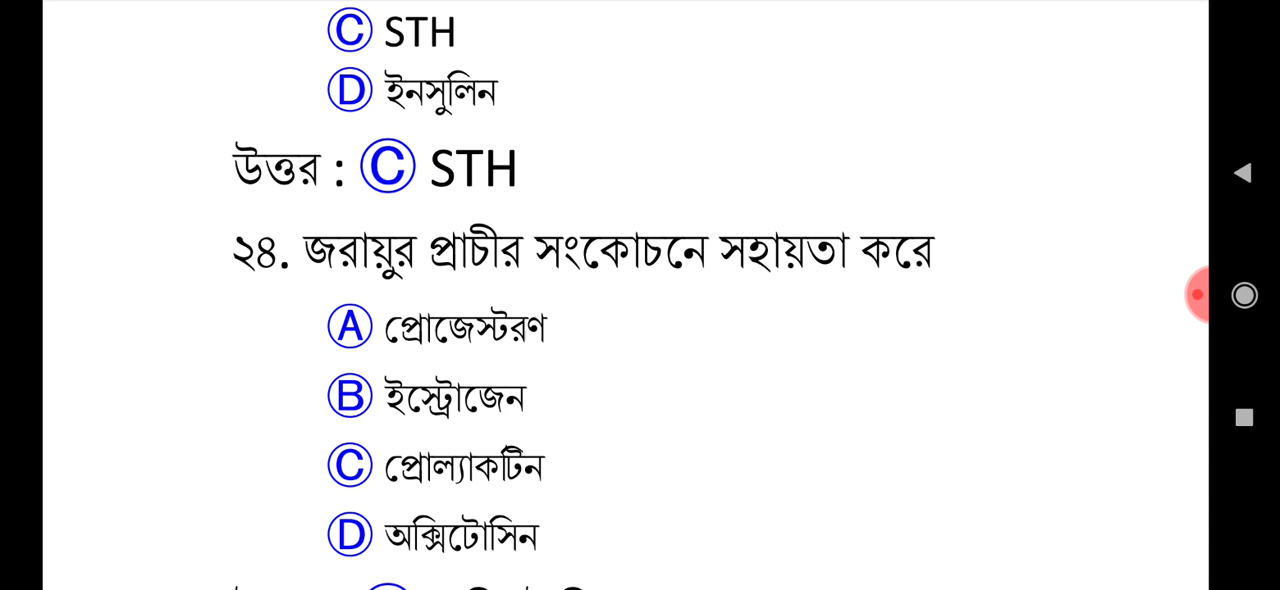 Ⓒ STH
Ⓓ ইনসুলিন
উত্তর : Ⓒ STH
২৪. জরায়ুর প্রাচীর সংকোচনে সহায়তা করে
Ⓐ প্রোজেস্টরণ
Ⓑ ইস্ট্রোজেন
Ⓒ প্রোল্যাকটিন
Ⓓ অক্সিটোসিন